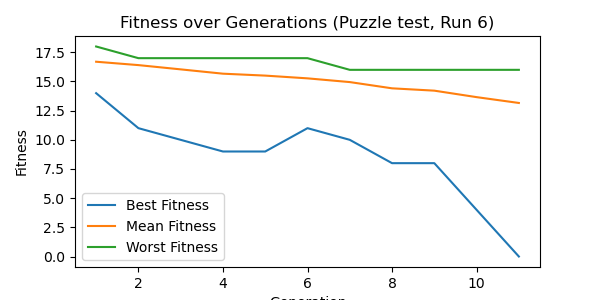 Fitness over Generations (Puzzle test, Run 6)
Fitness
17.5
15.0
12.5
10.0
7.5
5.0
2.5
0.0
Best Fitness
Mean Fitness
Worst Fitness
2 4 6 8 10
Generation